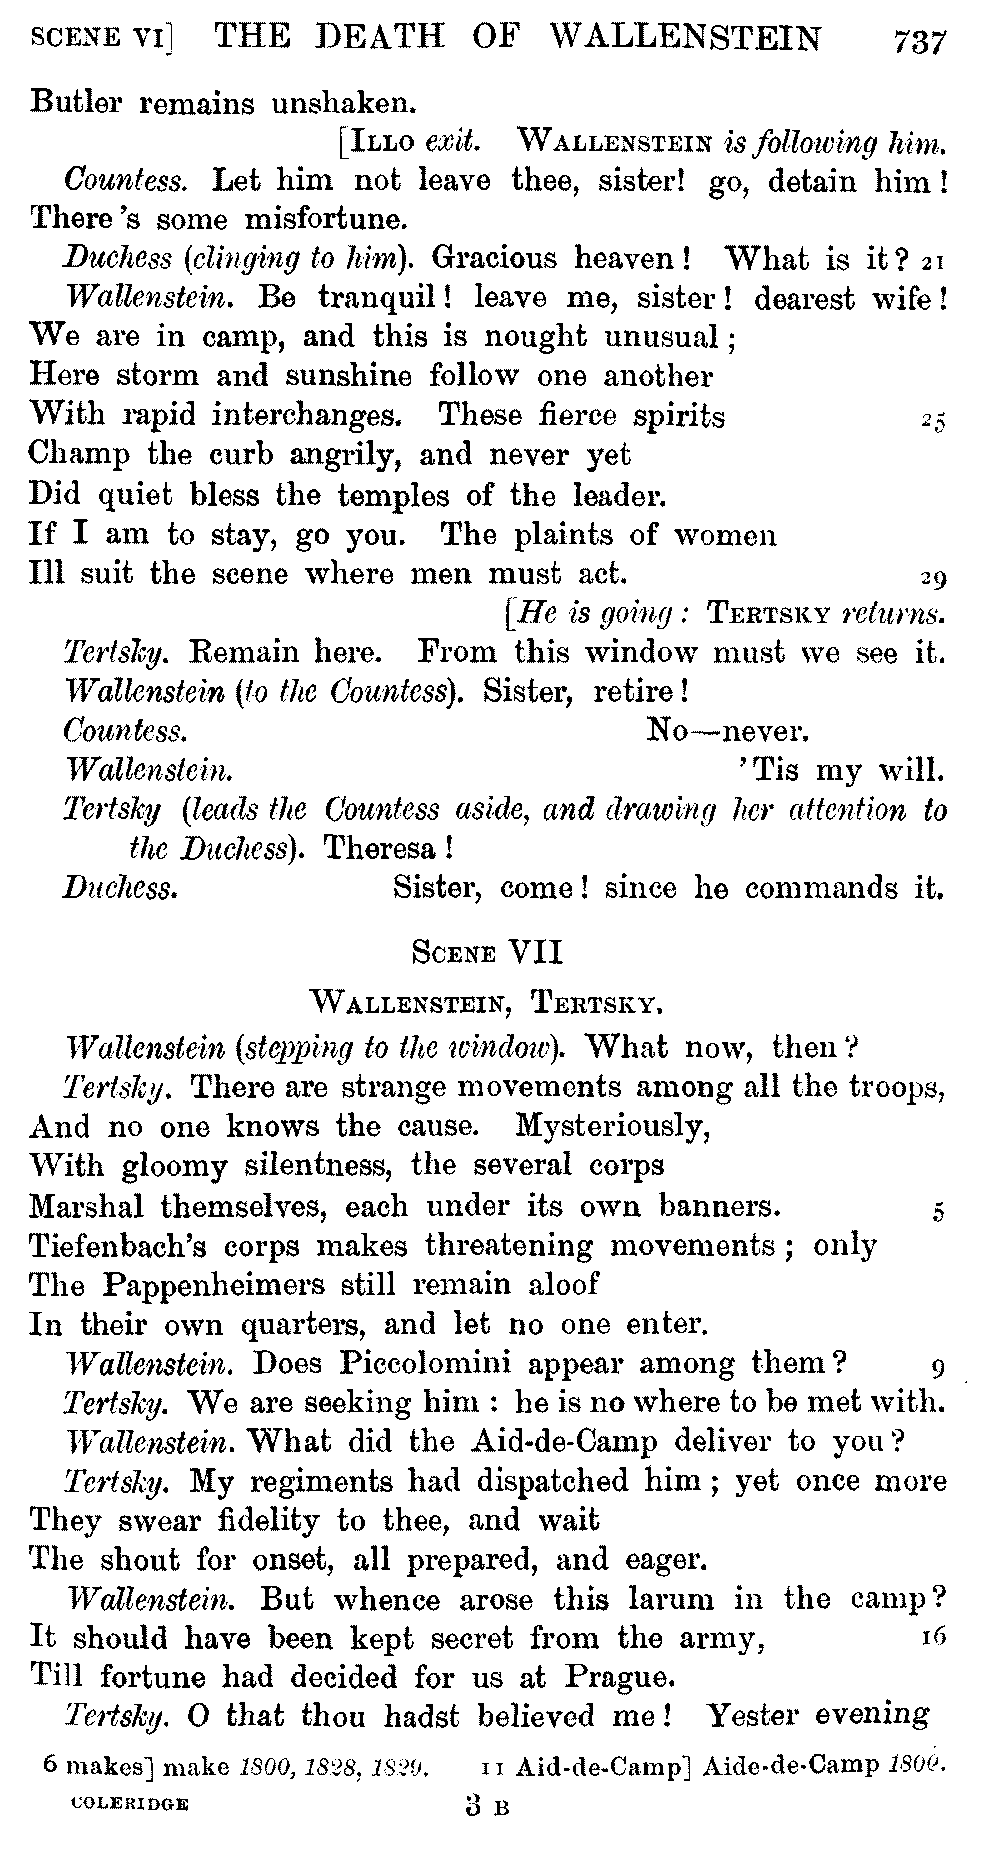 SCENE VI] THE DEATH OF WALLENSTEIN 737
Butler remains unshaken.
[ILLO exit. WALLENSTEIN is following him.
Countess. Let him not leave thee, sister! go, detain him!
There's some misfortune.
Duchess (clinging to him). Gracious heaven! What is it? 21
Wallenstein. Be tranquil! leave me, sister! dearest wife!
We are in camp, and this is nought unusual;
Here storm and sunshine follow one another
With rapid interchanges. These fierce spirits 25
Champ the curb angrily, and never yet
Did quiet bless the temples of the leader.
If I am to stay, go you. The plaints of women
Ill suit the scene where men must act. 29
[He is going: TERTSKY returns.
Tertsky. Remain here. From this window must we see it.
Wallenstein (to the Countess). Sister, retire!
Countess. No—never.
Wallenstein. 'Tis my will.
Tertsky (leads the Countess aside, and drawing her attention to
the Duchess). Theresa!
Duchess. Sister, come! since he commands it.
SCENE VII
WALLENSTEIN, TERTSKY.
Wallenstein (stepping to the window). What now, then?
Tertsky. There are strange movements among all the troops,
And no one knows the cause. Mysteriously,
With gloomy silentness, the several corps
Marshal themselves, each under its own banners. 5
Tiefenbach's corps makes threatening movements; only
The Pappenheimers still remain aloof
In their own quarters, and let no one enter.
Wallenstein. Does Piccolomini appear among them? 9
Tertsky. We are seeking him: he is no where to be met with.
Wallenstein. What did the Aid-de-Camp deliver to you?
Tertsky. My regiments had dispatched him; yet once more
They swear fidelity to thee, and wait
The shout for onset, all prepared, and eager.
Wallenstein. But whence arose this larum in the camp?
It should have been kept secret from the army, 16
Till fortune had decided for us at Prague.
Tertsky. O that thou hadst believed me! Yester evening
6 makes] make 1800, 1828, 1829. 11 Aid-de-Camp] Aide-de-Camp 1800.
COLERIDGE 3 B